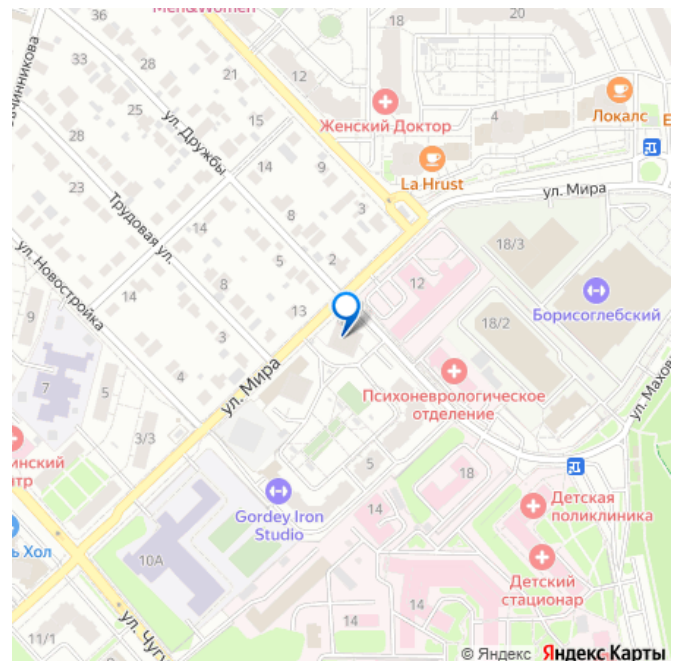 Men&Women
18
20
33
36
28
21
12
25
15
ул. Дружбы
Женский Доктор
4
Локалс
28
14
9
La Hrust
ул. Мира
23
Трудовая ул.
14
8
3
18/3
ул. Новостройка
8
5
2
12
14
13
Борисоглебский
9
3
18/2
7
5
4
ул. Мира
Психоневрологическое
отделение
ул. Махова
3/3
5
18
Gordey Iron
Studio
14
Детская
поликлиника
10А
Детский
стационар
14
14
11/1
© Яндекс Яндекс Карты